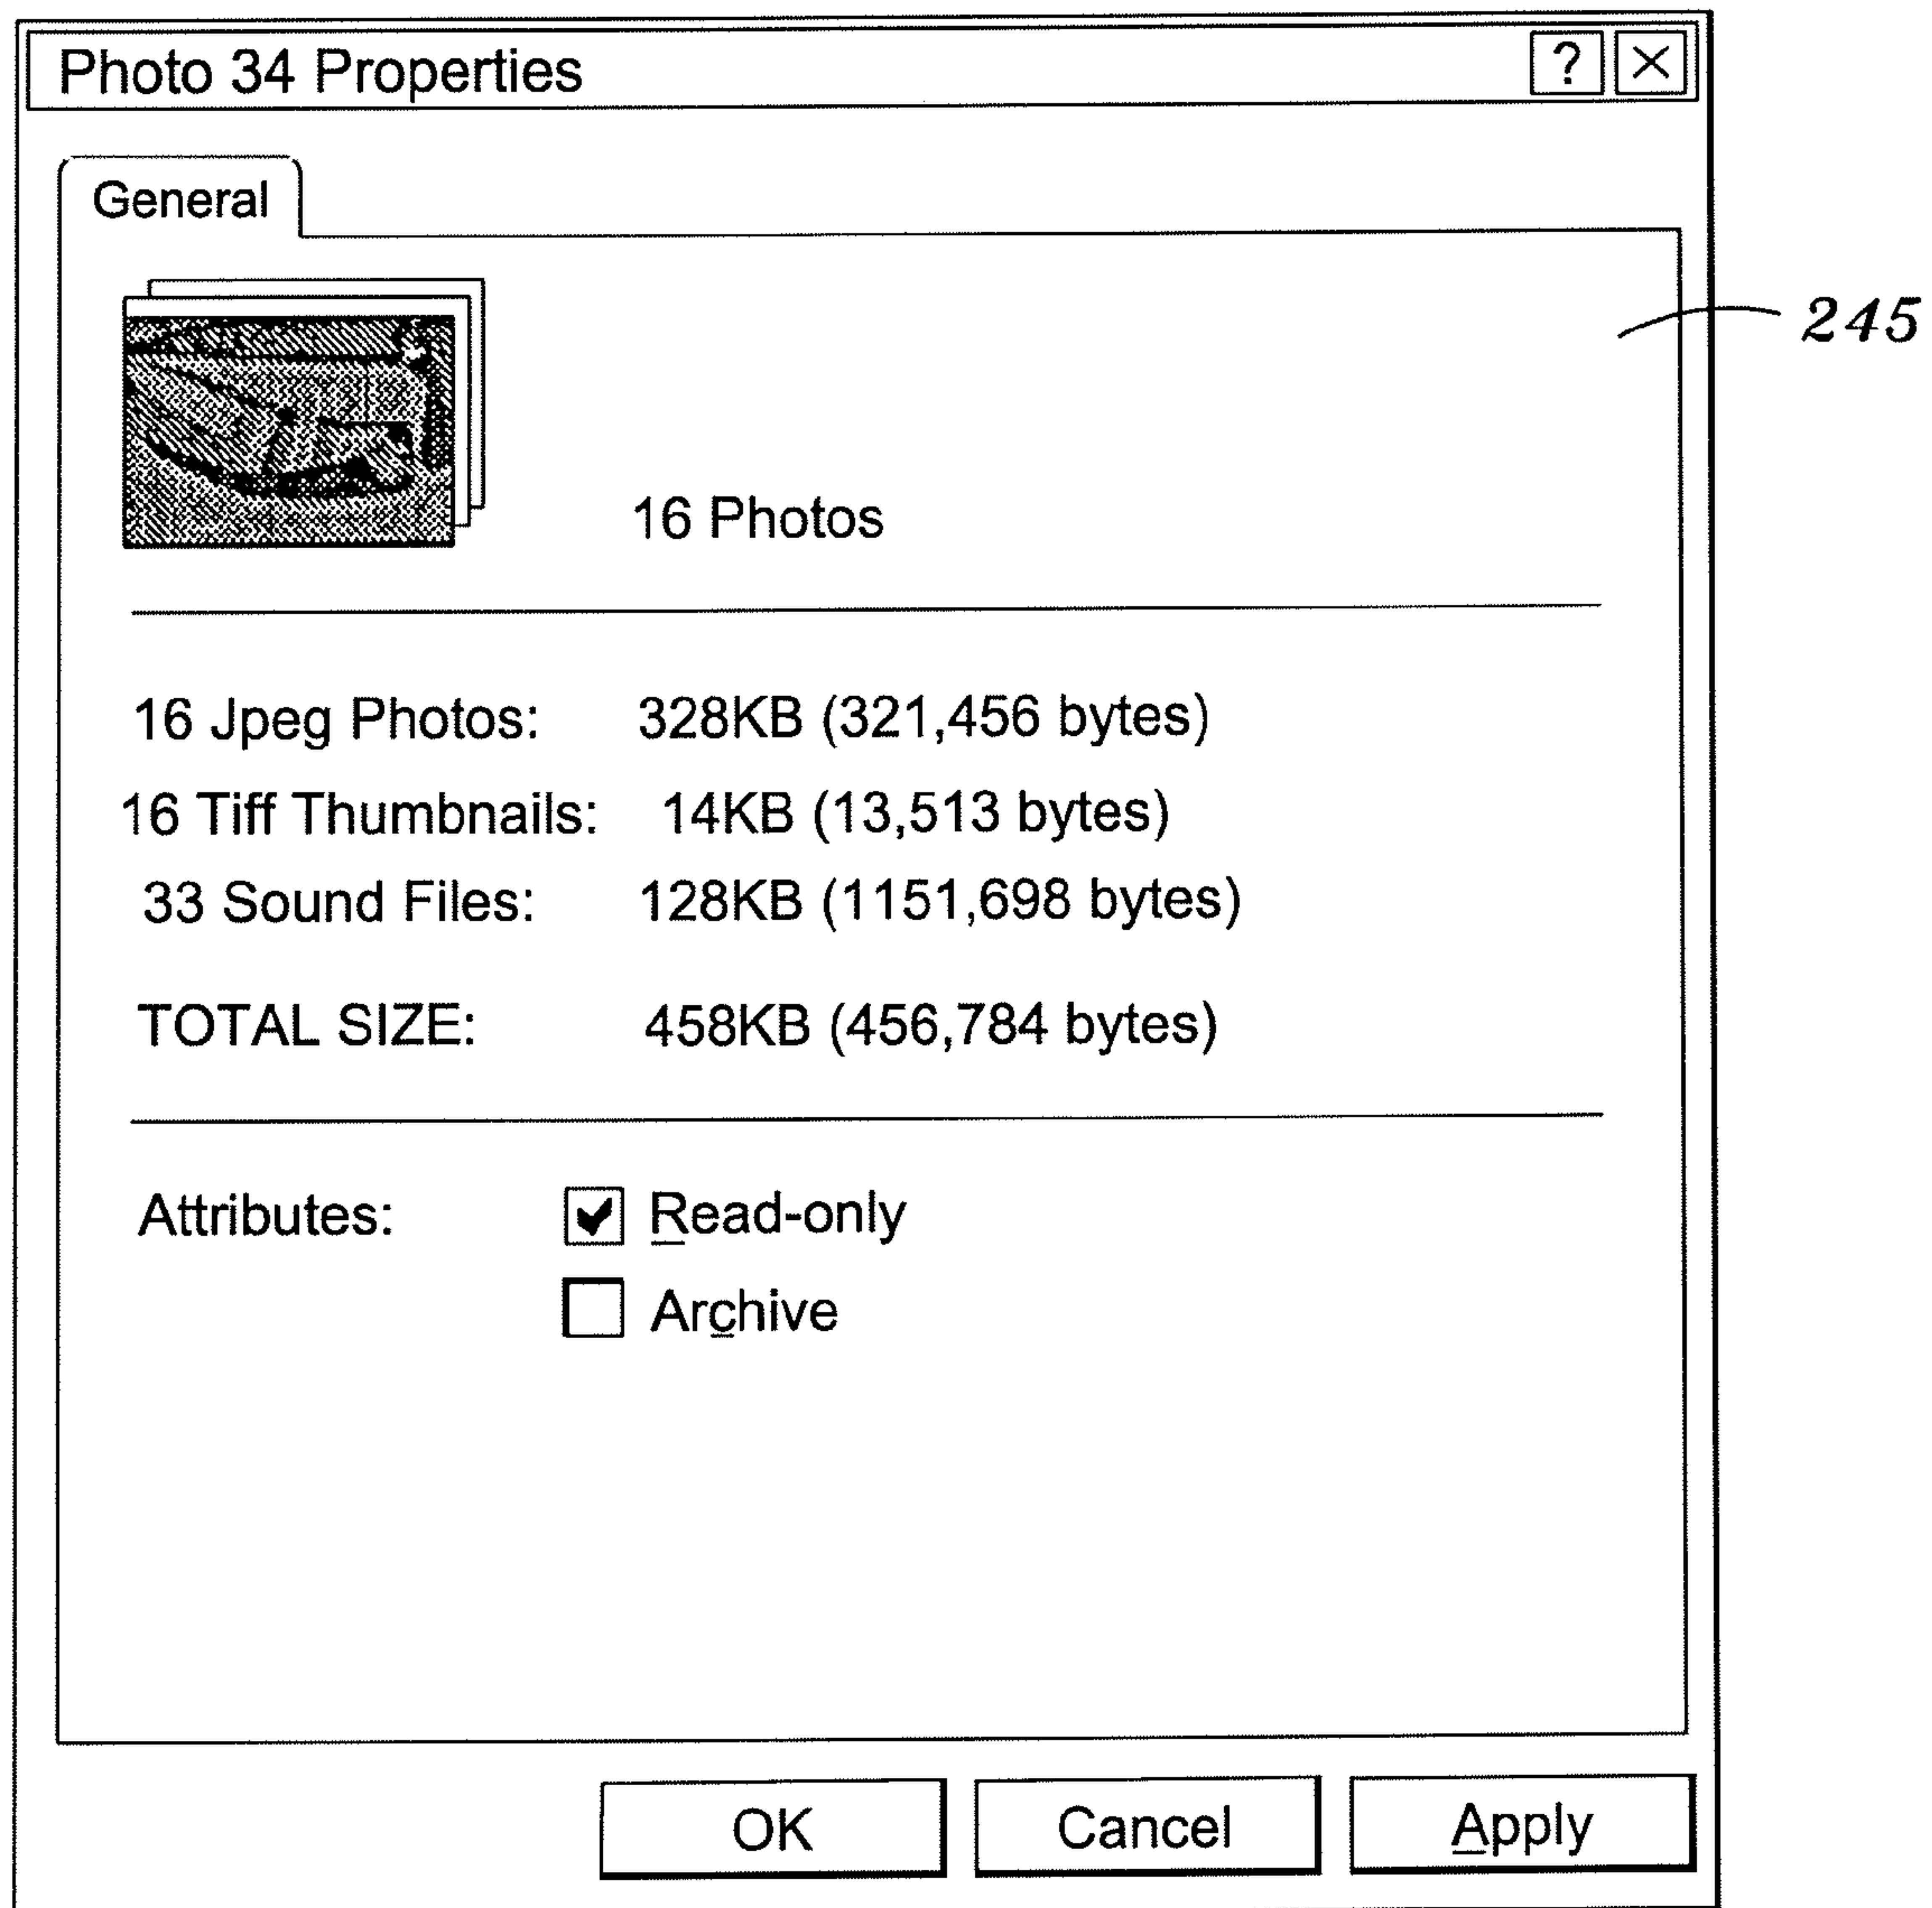 Photo 34 Properties ? X
General
245
16 Photos
16 Jpeg Photos: 328KB (321,456 bytes)
16 Tiff Thumbnails: 14KB (13,513 bytes)
33 Sound Files: 128KB (1151,698 bytes)
TOTAL SIZE: 458KB (456,784 bytes)
Attributes: Read-only
Archive
OK Cancel Apply